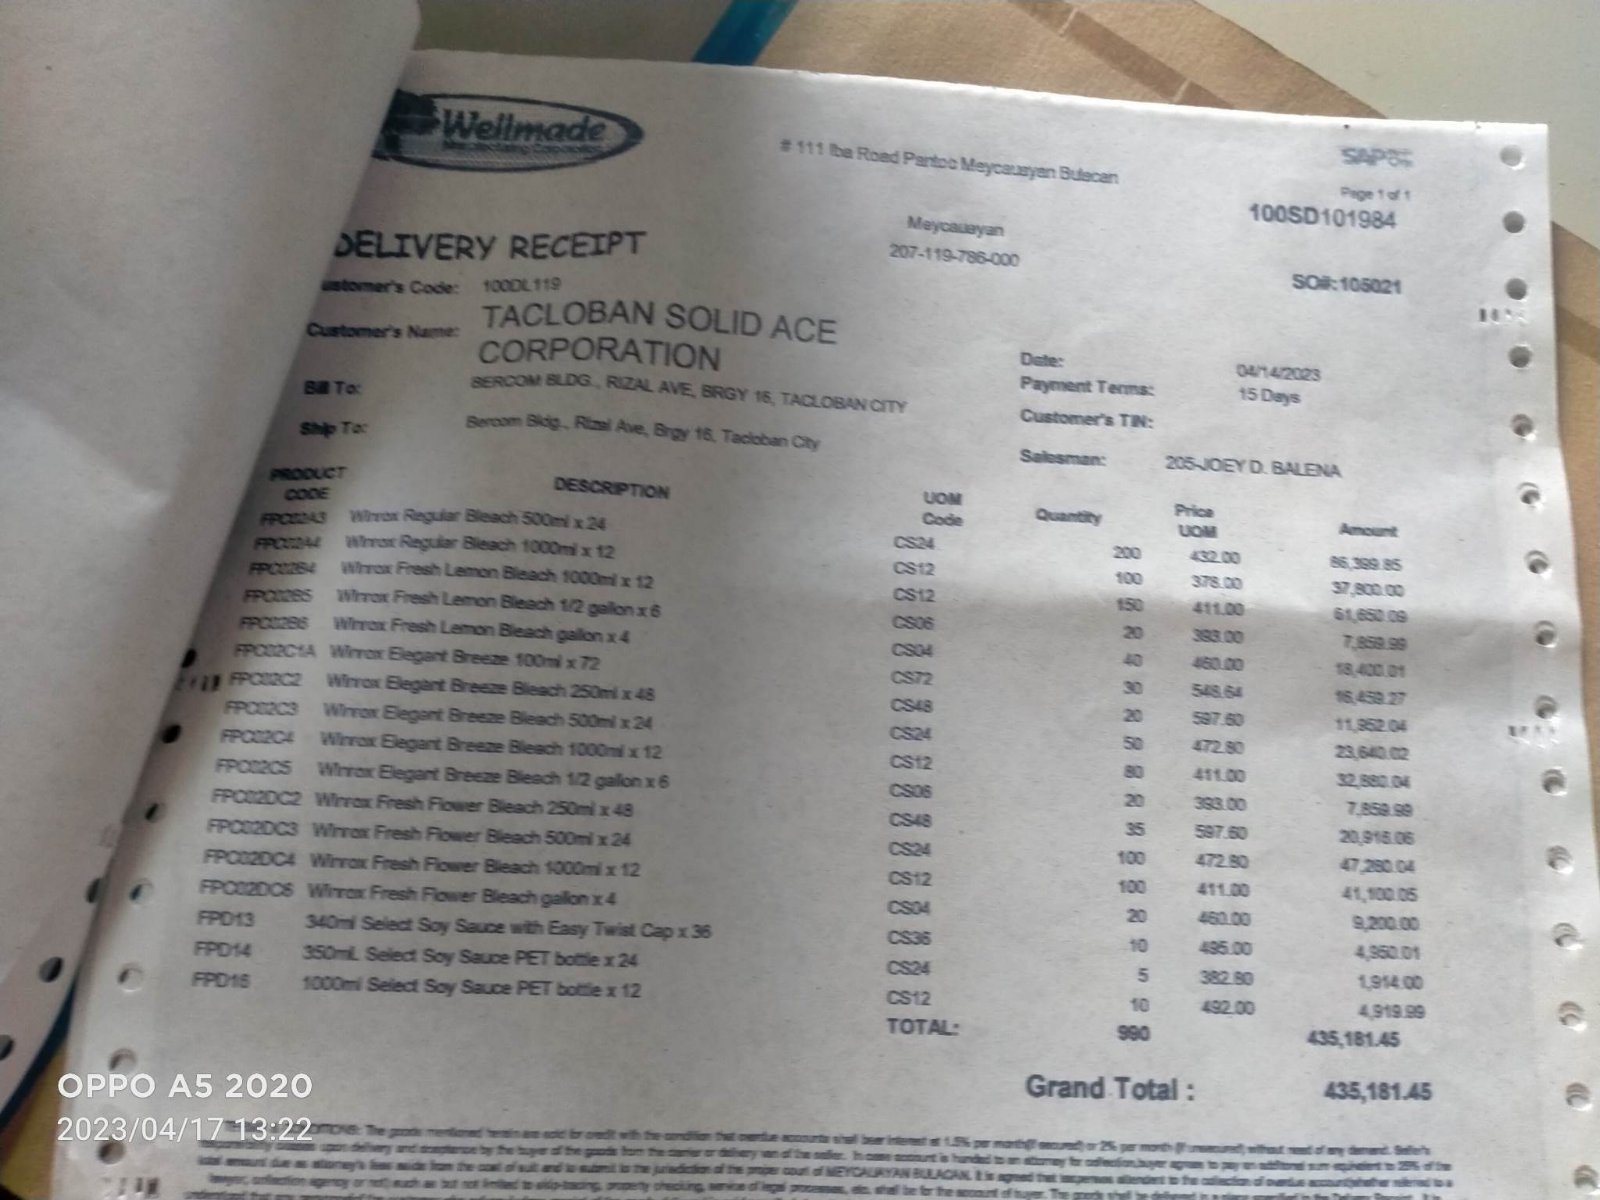 Wellmade
Manufacturing Corporation
# 111 Iba Road Pantoc Meycauayan Bulacan
Page 1 of 1
100SD101984
Meycauayan
207-119-786-000
DELIVERY RECEIPT
SO#:105021
ustomer's Code: 100DL119
Customer's Name: TACLOBAN SOLID ACE
CORPORATION
Date: 04/14/2023
Bill To: BERCOM BLDG., RIZAL AVE, BRGY 16, TACLOBAN CITY
Payment Terms: 15 Days
Customer's TIN:
Ship To: Bercom Bldg., Rizal Ave, Brgy 16, Tacloban City
Salesman: 205-JOEY D. BALENA
PRODUCT CODE DESCRIPTION UOM Code Quantity Price UOM Amount
FPC02A3 Winrox Regular Bleach 500ml x 24 CS24 200 432.00 86,399.85
FPC02A4 Winrox Regular Bleach 1000ml x 12 CS12 100 378.00 37,800.00
FPC02B4 Winrox Fresh Lemon Bleach 1000ml x 12 CS12 150 411.00 61,650.09
FPC02B5 Winrox Fresh Lemon Bleach 1/2 gallon x 6 CS06 20 393.00 7,859.99
FPC02B6 Winrox Fresh Lemon Bleach gallon x 4 CS04 40 460.00 18,400.01
FPC02C1A Winrox Elegant Breeze 100ml x 72 CS72 30 548.64 16,459.27
FPC02C2 Winrox Elegant Breeze Bleach 250ml x 48 CS48 20 597.60 11,952.04
FPC02C3 Winrox Elegant Breeze Bleach 500ml x 24 CS24 50 472.80 23,640.02
FPC02C4 Winrox Elegant Breeze Bleach 1000ml x 12 CS12 80 411.00 32,880.04
FPC02C5 Winrox Elegant Breeze Bleach 1/2 gallon x 6 CS06 20 393.00 7,859.99
FPC02DC2 Winrox Fresh Flower Bleach 250ml x 48 CS48 35 597.60 20,916.06
FPC02DC3 Winrox Fresh Flower Bleach 500ml x 24 CS24 100 472.80 47,280.04
FPC02DC4 Winrox Fresh Flower Bleach 1000ml x 12 CS12 100 411.00 41,100.05
FPC02DC6 Winrox Fresh Flower Bleach gallon x 4 CS04 20 460.00 9,200.00
FPD13 340ml Select Soy Sauce with Easy Twist Cap x 36 CS36 10 495.00 4,950.01
FPD14 350mL Select Soy Sauce PET bottle x 24 CS24 5 382.80 1,914.00
FPD16 1000ml Select Soy Sauce PET bottle x 12 CS12 10 492.00 4,919.99
TOTAL: 990 435,181.45
Grand Total : 435,181.45
The goods mentioned herein are sold for credit with the condition that overdue accounts shall bear interest at 1.5% per month(if secured) or 2% per month (if unsecured) without need of any demand. Seller's
upon delivery and acceptance by the buyer of the goods from the carrier or delivery van of the seller. In case account is handed to an attorney for collection,buyer agrees to pay an additional sum equivalent to 25% of the
total amount due as attorney's fees aside from the cost of suit and to submit to the jurisdiction of the proper court of MEYCAUAYAN BULACAN. It is agreed that expenses attendant to the collection of overdue account(whether referred to a
lawyer, collection agency or not) such as but not limited to skip-tracing, property checking, service of legal processes, etc. shall be for the account of buyer. The goods shall be delivered
OPPO A5 2020
2023/04/17 13:22